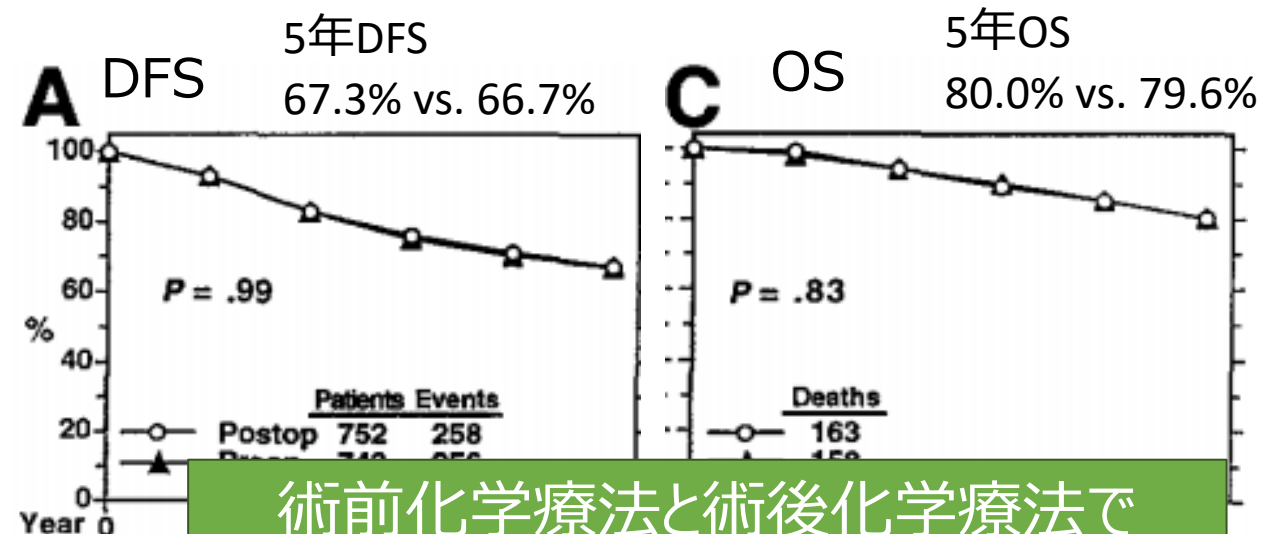 5年DFS
67.3% vs. 66.7%
A DFS
5年OS
80.0% vs. 79.6%
C OS
100
80
60
%
40
20
0
P = .99
Patients Events
Postop 752 258
Year 0
P = .83
Deaths
163
術前化学療法と術後化学療法で